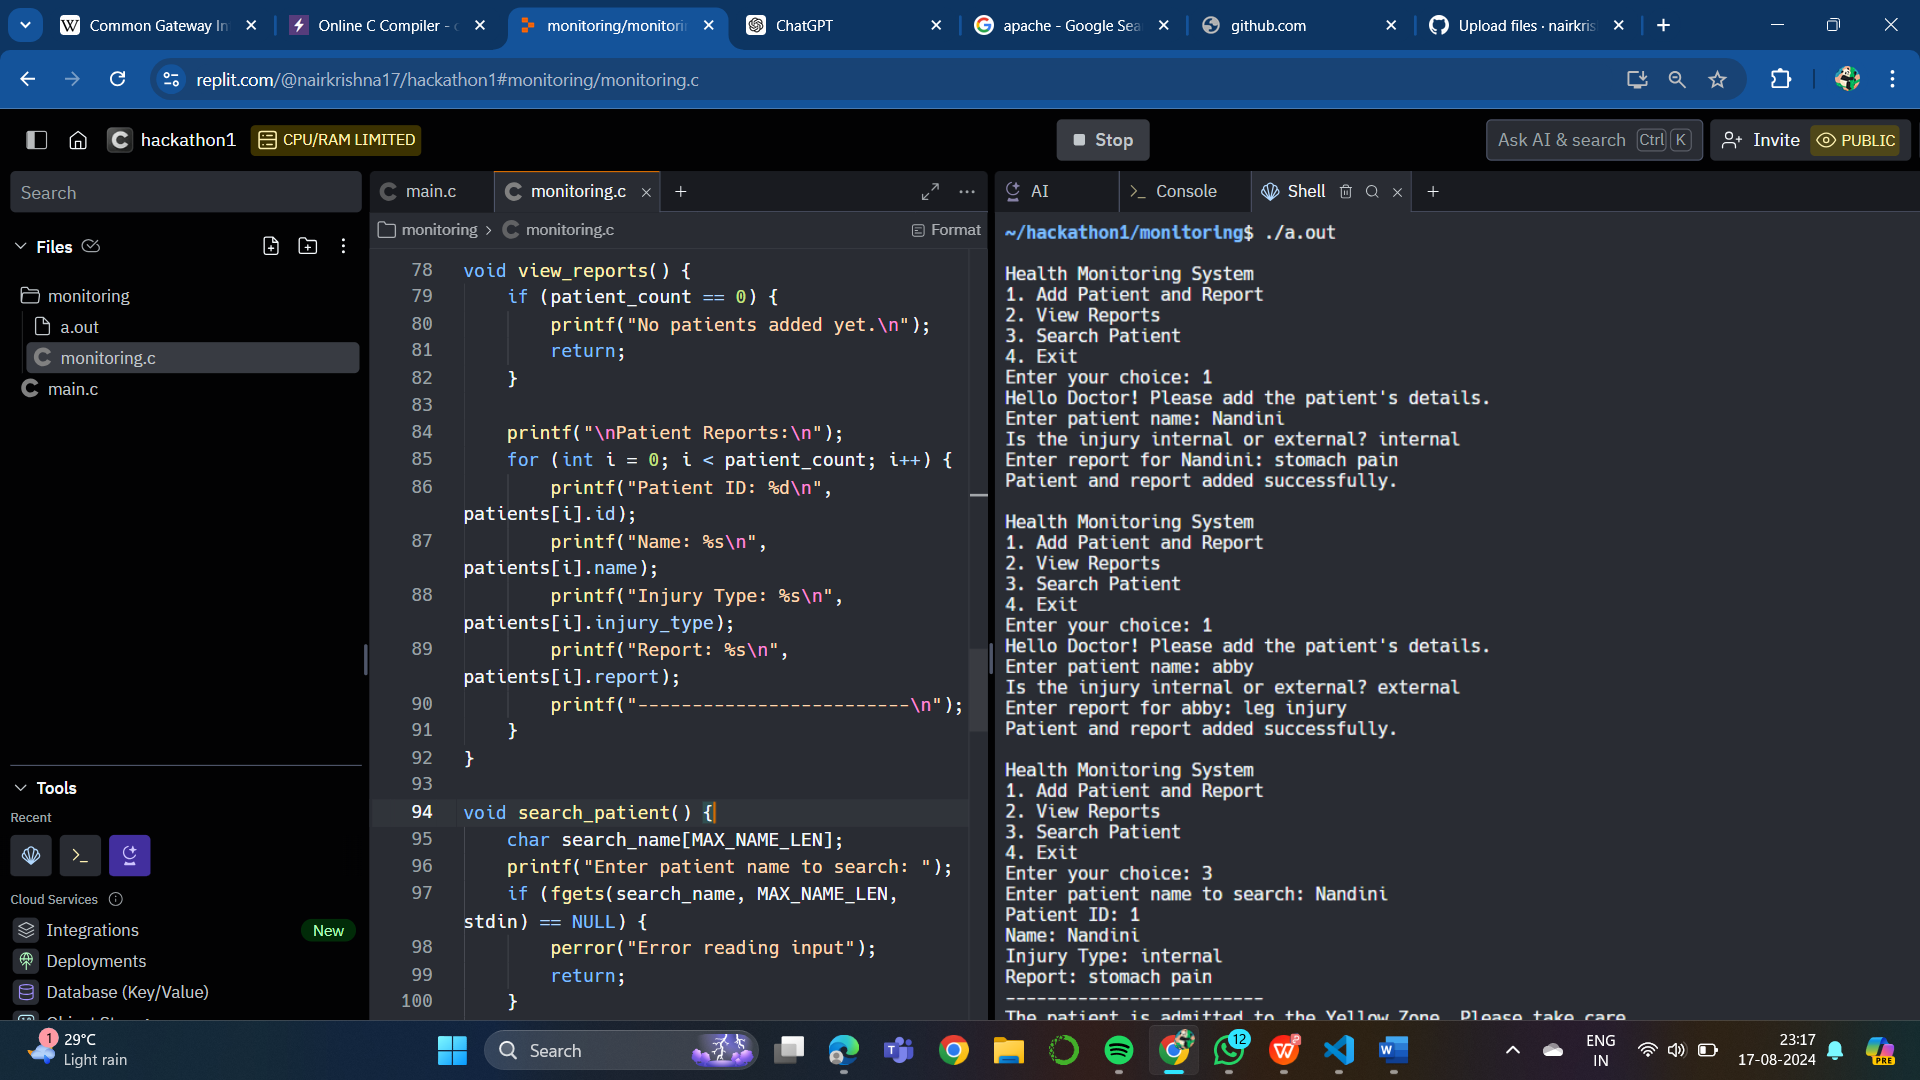 Common Gateway In
Online C Compiler - o
monitoring/monitorin
ChatGPT
apache - Google Sea
github.com
Upload files · nairkris
replit.com/@nairkrishna17/hackathon1#monitoring/monitoring.c
hackathon1
CPU/RAM LIMITED
Stop
Ask AI & search Ctrl K
Invite
PUBLIC
Search
Files
monitoring
a.out
monitoring.c
main.c
Tools
Recent
Cloud Services
Integrations New
Deployments
Database (Key/Value)
main.c
monitoring.c
monitoring > monitoring.c
Format
78 void view_reports() {
79 if (patient_count == 0) {
80 printf("No patients added yet.\n");
81 return;
82 }
83
84 printf("\nPatient Reports:\n");
85 for (int i = 0; i < patient_count; i++) {
86 printf("Patient ID: %d\n",
patients[i].id);
87 printf("Name: %s\n",
patients[i].name);
88 printf("Injury Type: %s\n",
patients[i].injury_type);
89 printf("Report: %s\n",
patients[i].report);
90 printf("-------------------------\n");
91 }
92 }
93
94 void search_patient() {
95 char search_name[MAX_NAME_LEN];
96 printf("Enter patient name to search: ");
97 if (fgets(search_name, MAX_NAME_LEN,
stdin) == NULL) {
98 perror("Error reading input");
99 return;
100 }
AI
Console
Shell
~/hackathon1/monitoring$ ./a.out
Health Monitoring System
1. Add Patient and Report
2. View Reports
3. Search Patient
4. Exit
Enter your choice: 1
Hello Doctor! Please add the patient's details.
Enter patient name: Nandini
Is the injury internal or external? internal
Enter report for Nandini: stomach pain
Patient and report added successfully.
Health Monitoring System
1. Add Patient and Report
2. View Reports
3. Search Patient
4. Exit
Enter your choice: 1
Hello Doctor! Please add the patient's details.
Enter patient name: abby
Is the injury internal or external? external
Enter report for abby: leg injury
Patient and report added successfully.
Health Monitoring System
1. Add Patient and Report
2. View Reports
3. Search Patient
4. Exit
Enter your choice: 3
Enter patient name to search: Nandini
Patient ID: 1
Name: Nandini
Injury Type: internal
Report: stomach pain
-------------------------
The patient is admitted to the Yellow Zone. Please take care
1
29°C
Light rain
Search
12
ENG
IN
23:17
17-08-2024
PRE